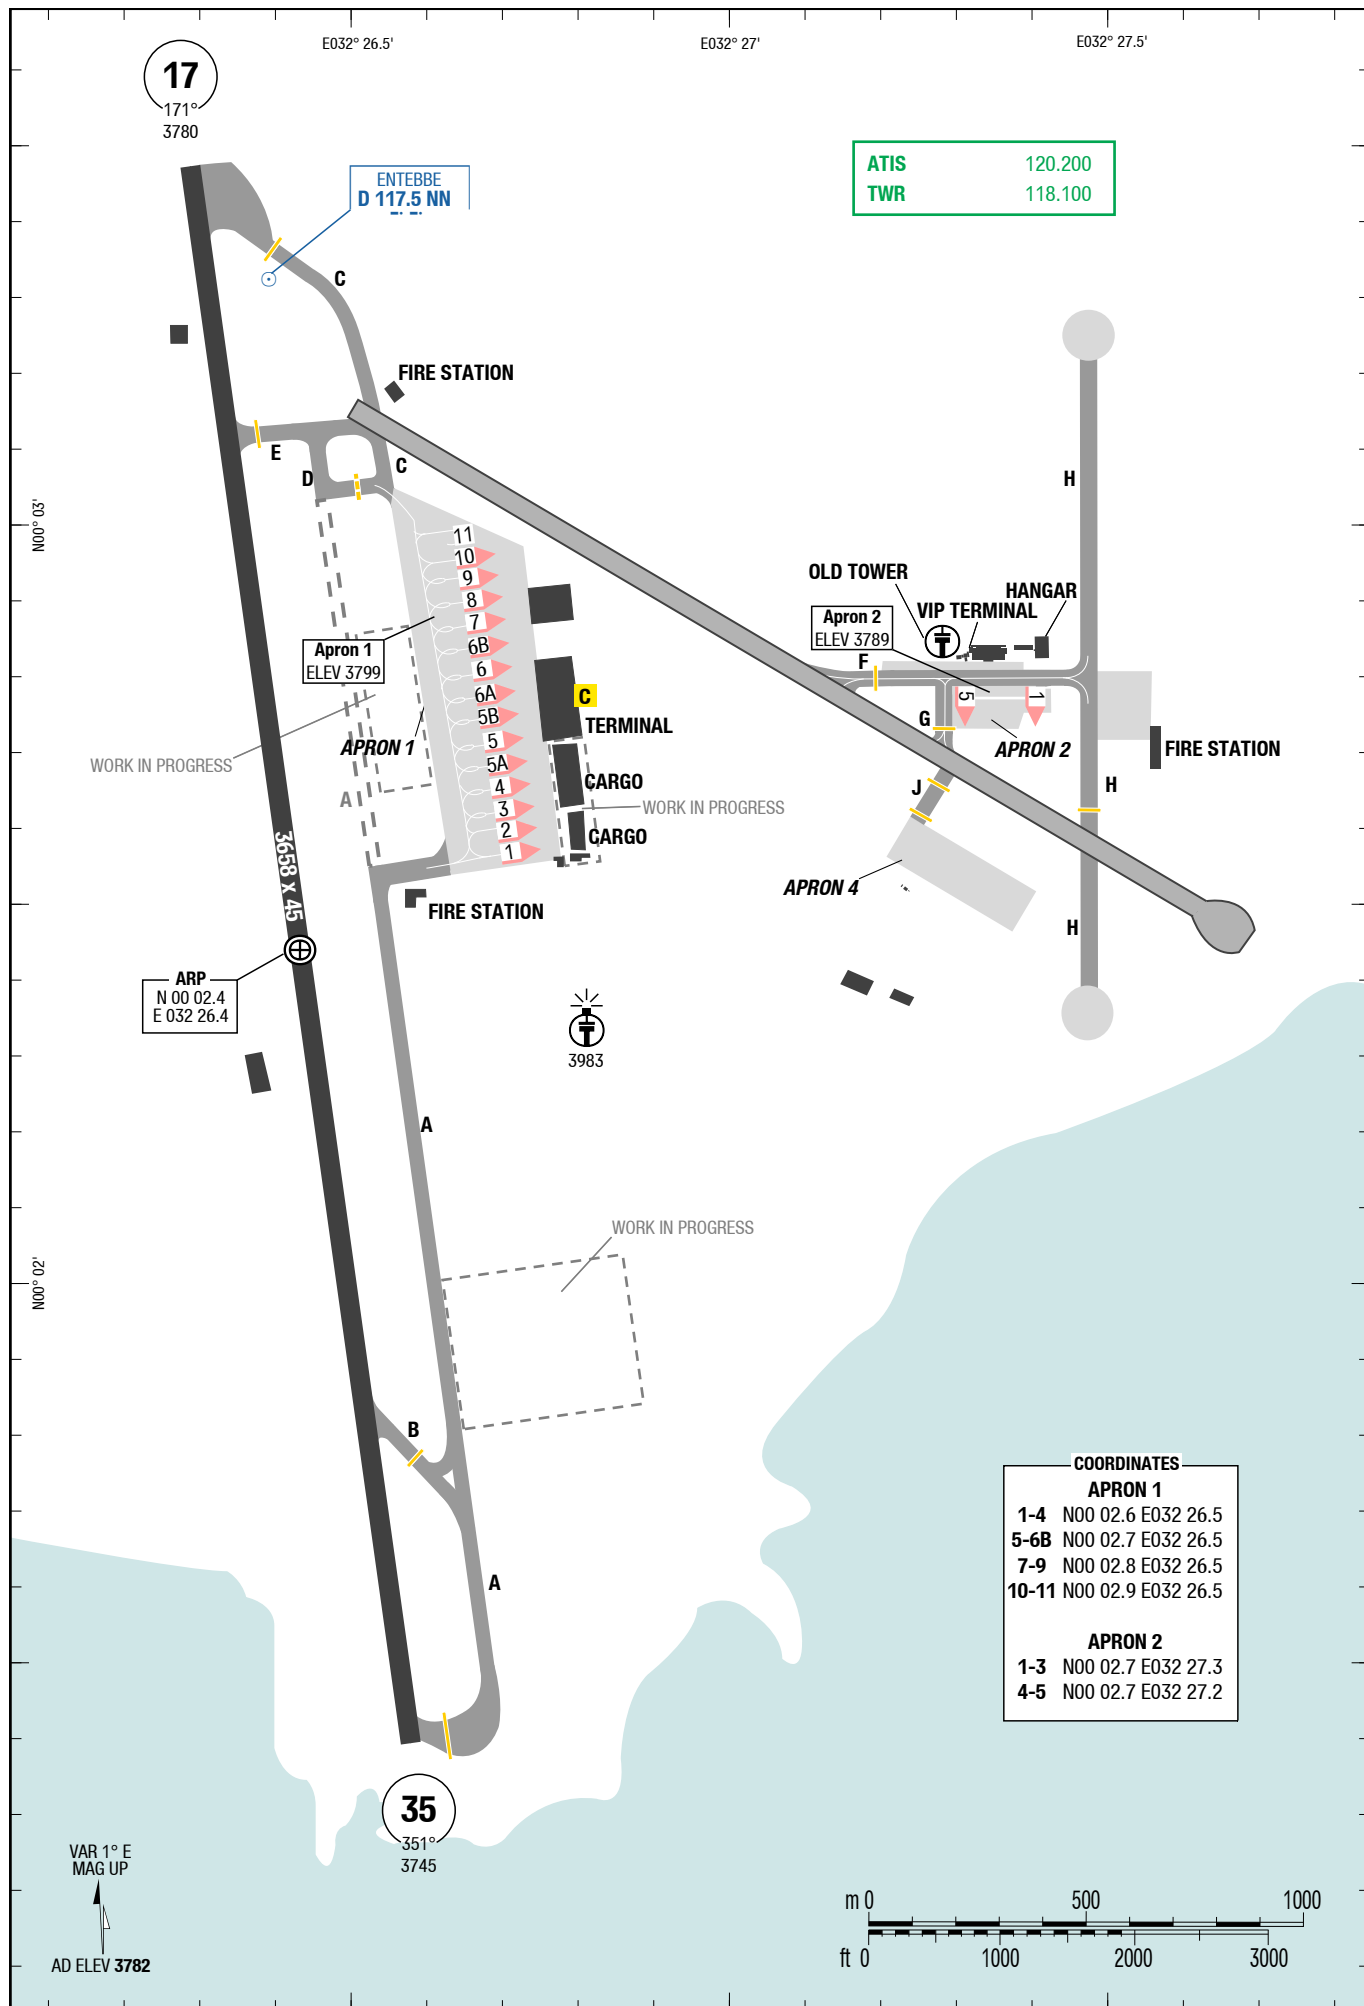 E032° 26.5'
E032° 27'
E032° 27.5'
17
171°
3780
ENTEBBE
D 117.5 NN
ATIS 120.200
TWR 118.100
C
FIRE STATION
E
D
C
H
N00° 03'
11
10
9
8
7
6B
6
6A
5B
5
5A
4
3
2
1
OLD TOWER
VIP TERMINAL
HANGAR
Apron 2
ELEV 3789
Apron 1
ELEV 3799
F
C
TERMINAL
5
1
G
APRON 1
APRON 2
FIRE STATION
WORK IN PROGRESS
CARGO
WORK IN PROGRESS
A
J
H
CARGO
3658 x 45
APRON 4
FIRE STATION
H
ARP
N 00 02.4
E 032 26.4
3983
A
WORK IN PROGRESS
N00° 02'
B
COORDINATES
APRON 1
1-4 N00 02.6 E032 26.5
5-6B N00 02.7 E032 26.5
7-9 N00 02.8 E032 26.5
10-11 N00 02.9 E032 26.5
APRON 2
1-3 N00 02.7 E032 27.3
4-5 N00 02.7 E032 27.2
A
35
351°
3745
VAR 1° E
MAG UP
AD ELEV 3782
m 0 500 1000
ft 0 1000 2000 3000